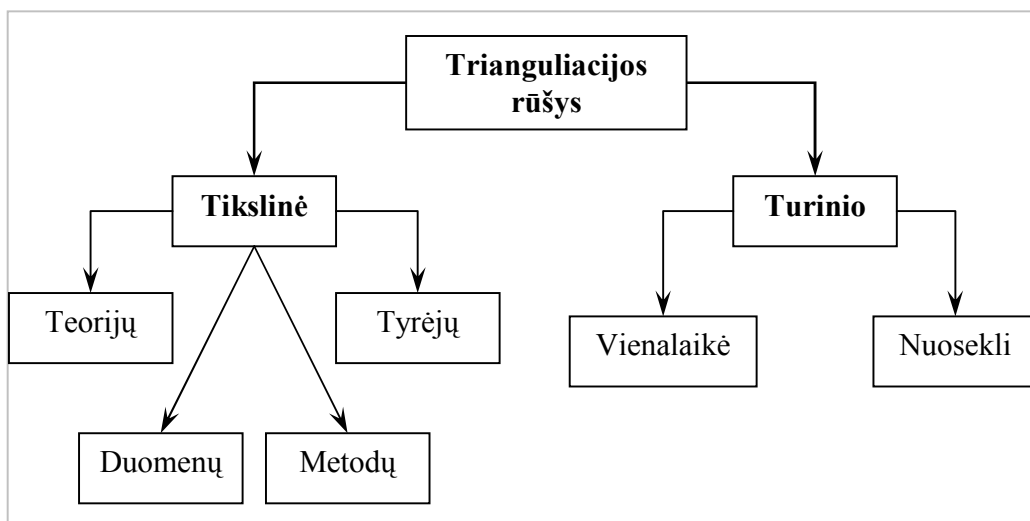 Trianguliacijos
rūšys
Tikslinė
Turinio
Teorijų
Tyrėjų
Vienalaikė
Nuosekli
Duomenų
Metodų